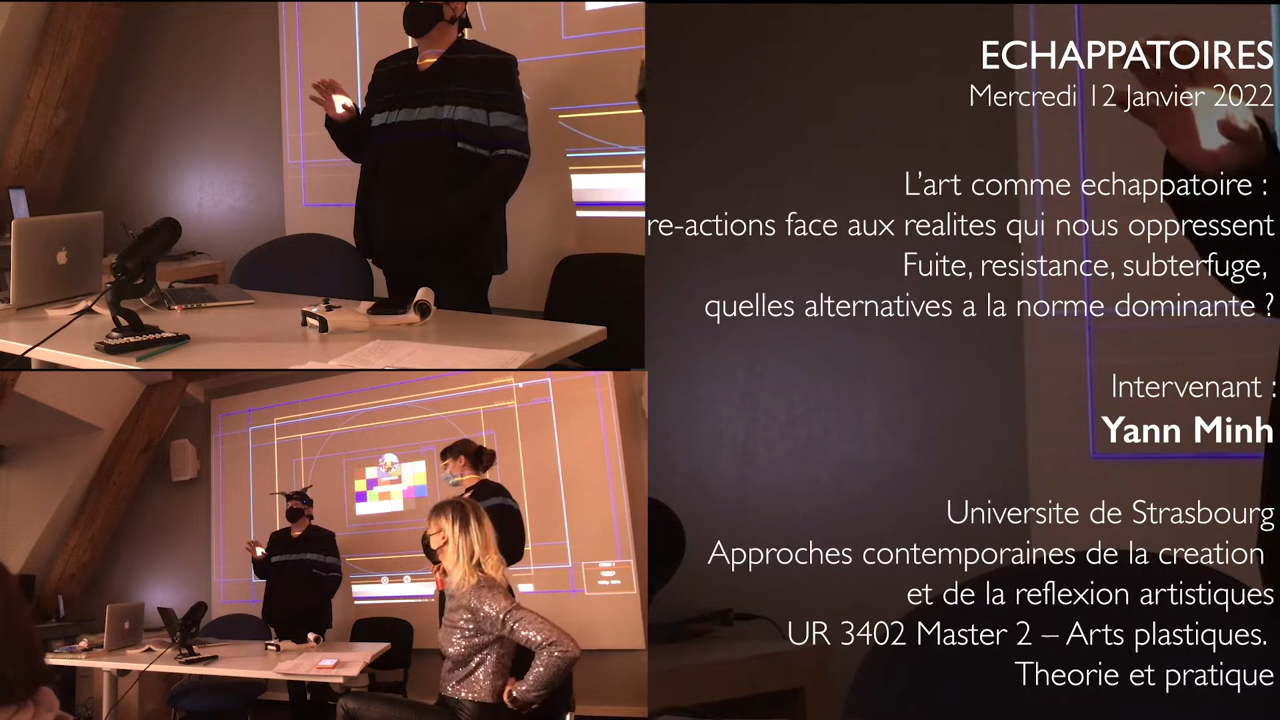 ECHAPPATOIRES
Mercredi 12 Janvier 2022
L'art comme echappatoire :
re-actions face aux realites qui nous oppressent
Fuite, resistance, subterfuge,
quelles alternatives a la norme dominante ?
Intervenant :
Yann Minh
Universite de Strasbourg
Approches contemporaines de la creation
et de la reflexion artistiques
UR 3402 Master 2 – Arts plastiques.
Theorie et pratique